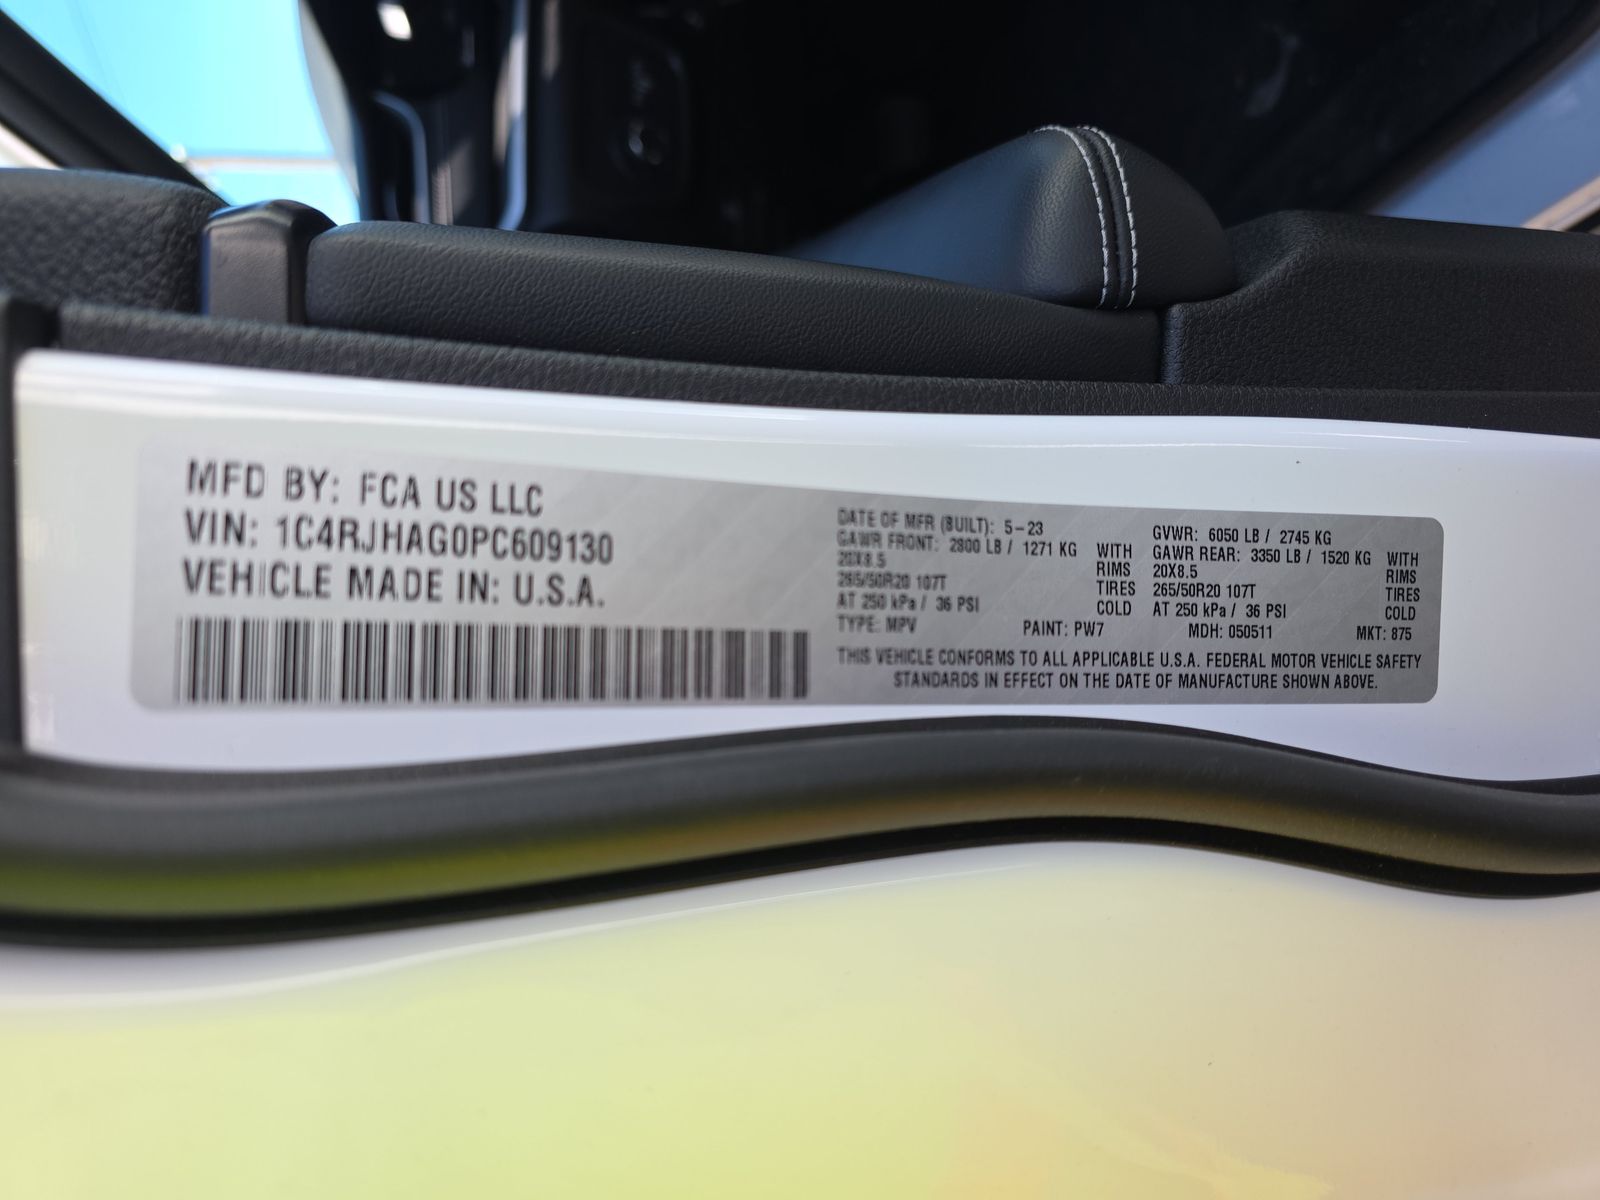 MFD BY: FCA US LLC
VIN: 1C4RJHAG0PC609130
VEHICLE MADE IN: U.S.A.
DATE OF MFR (BUILT): 5-23
GAWR FRONT: 2800 LB / 1271 KG WITH
20X8.5 RIMS
265/50R20 107T TIRES
AT 250 kPa / 36 PSI COLD
GVWR: 6050 LB / 2745 KG
GAWR REAR: 3350 LB / 1520 KG WITH
20X8.5 RIMS
265/50R20 107T TIRES
AT 250 kPa / 36 PSI COLD
TYPE: MPV PAINT: PW7 MDH: 050511 MKT: 875
THIS VEHICLE CONFORMS TO ALL APPLICABLE U.S.A. FEDERAL MOTOR VEHICLE SAFETY
STANDARDS IN EFFECT ON THE DATE OF MANUFACTURE SHOWN ABOVE.